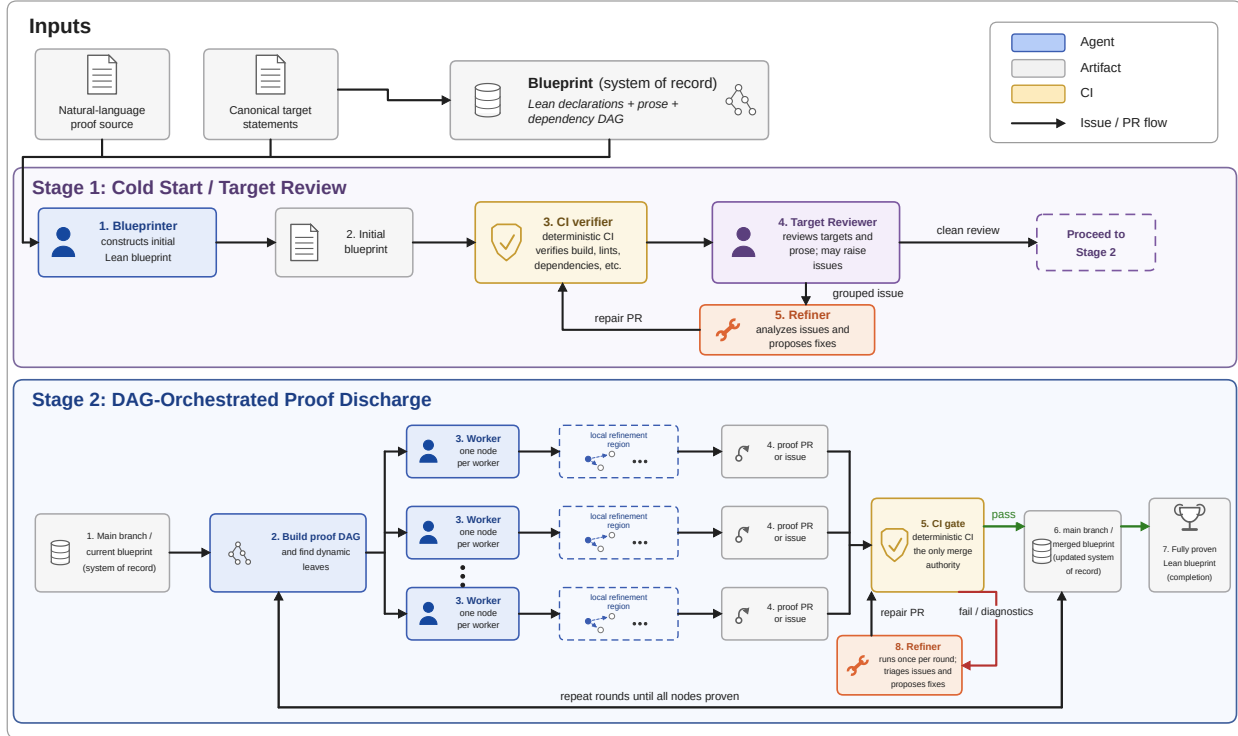 Inputs
Natural-language
proof source
Canonical target
statements
Blueprint (system of record)
Lean declarations + prose +
dependency DAG
Agent
Artifact
CI
Issue / PR flow
Stage 1: Cold Start / Target Review
1. Blueprinter
constructs initial
Lean blueprint
2. Initial
blueprint
3. CI verifier
deterministic CI
verifies build, lints,
dependencies, etc.
4. Target Reviewer
reviews targets and
prose; may raise
issues
clean review
Proceed to
Stage 2
grouped issue
repair PR
5. Refiner
analyzes issues and
proposes fixes
Stage 2: DAG-Orchestrated Proof Discharge
1. Main branch /
current blueprint
(system of record)
2. Build proof DAG
and find dynamic
leaves
3. Worker
one node
per worker
local refinement
region
4. proof PR
or issue
3. Worker
one node
per worker
local refinement
region
4. proof PR
or issue
3. Worker
one node
per worker
local refinement
region
4. proof PR
or issue
5. CI gate
deterministic CI
the only merge
authority
pass
6. main branch /
merged blueprint
(updated system
of record)
7. Fully proven
Lean blueprint
(completion)
repair PR
fail / diagnostics
8. Refiner
runs once per round;
triages issues and
proposes fixes
repeat rounds until all nodes proven